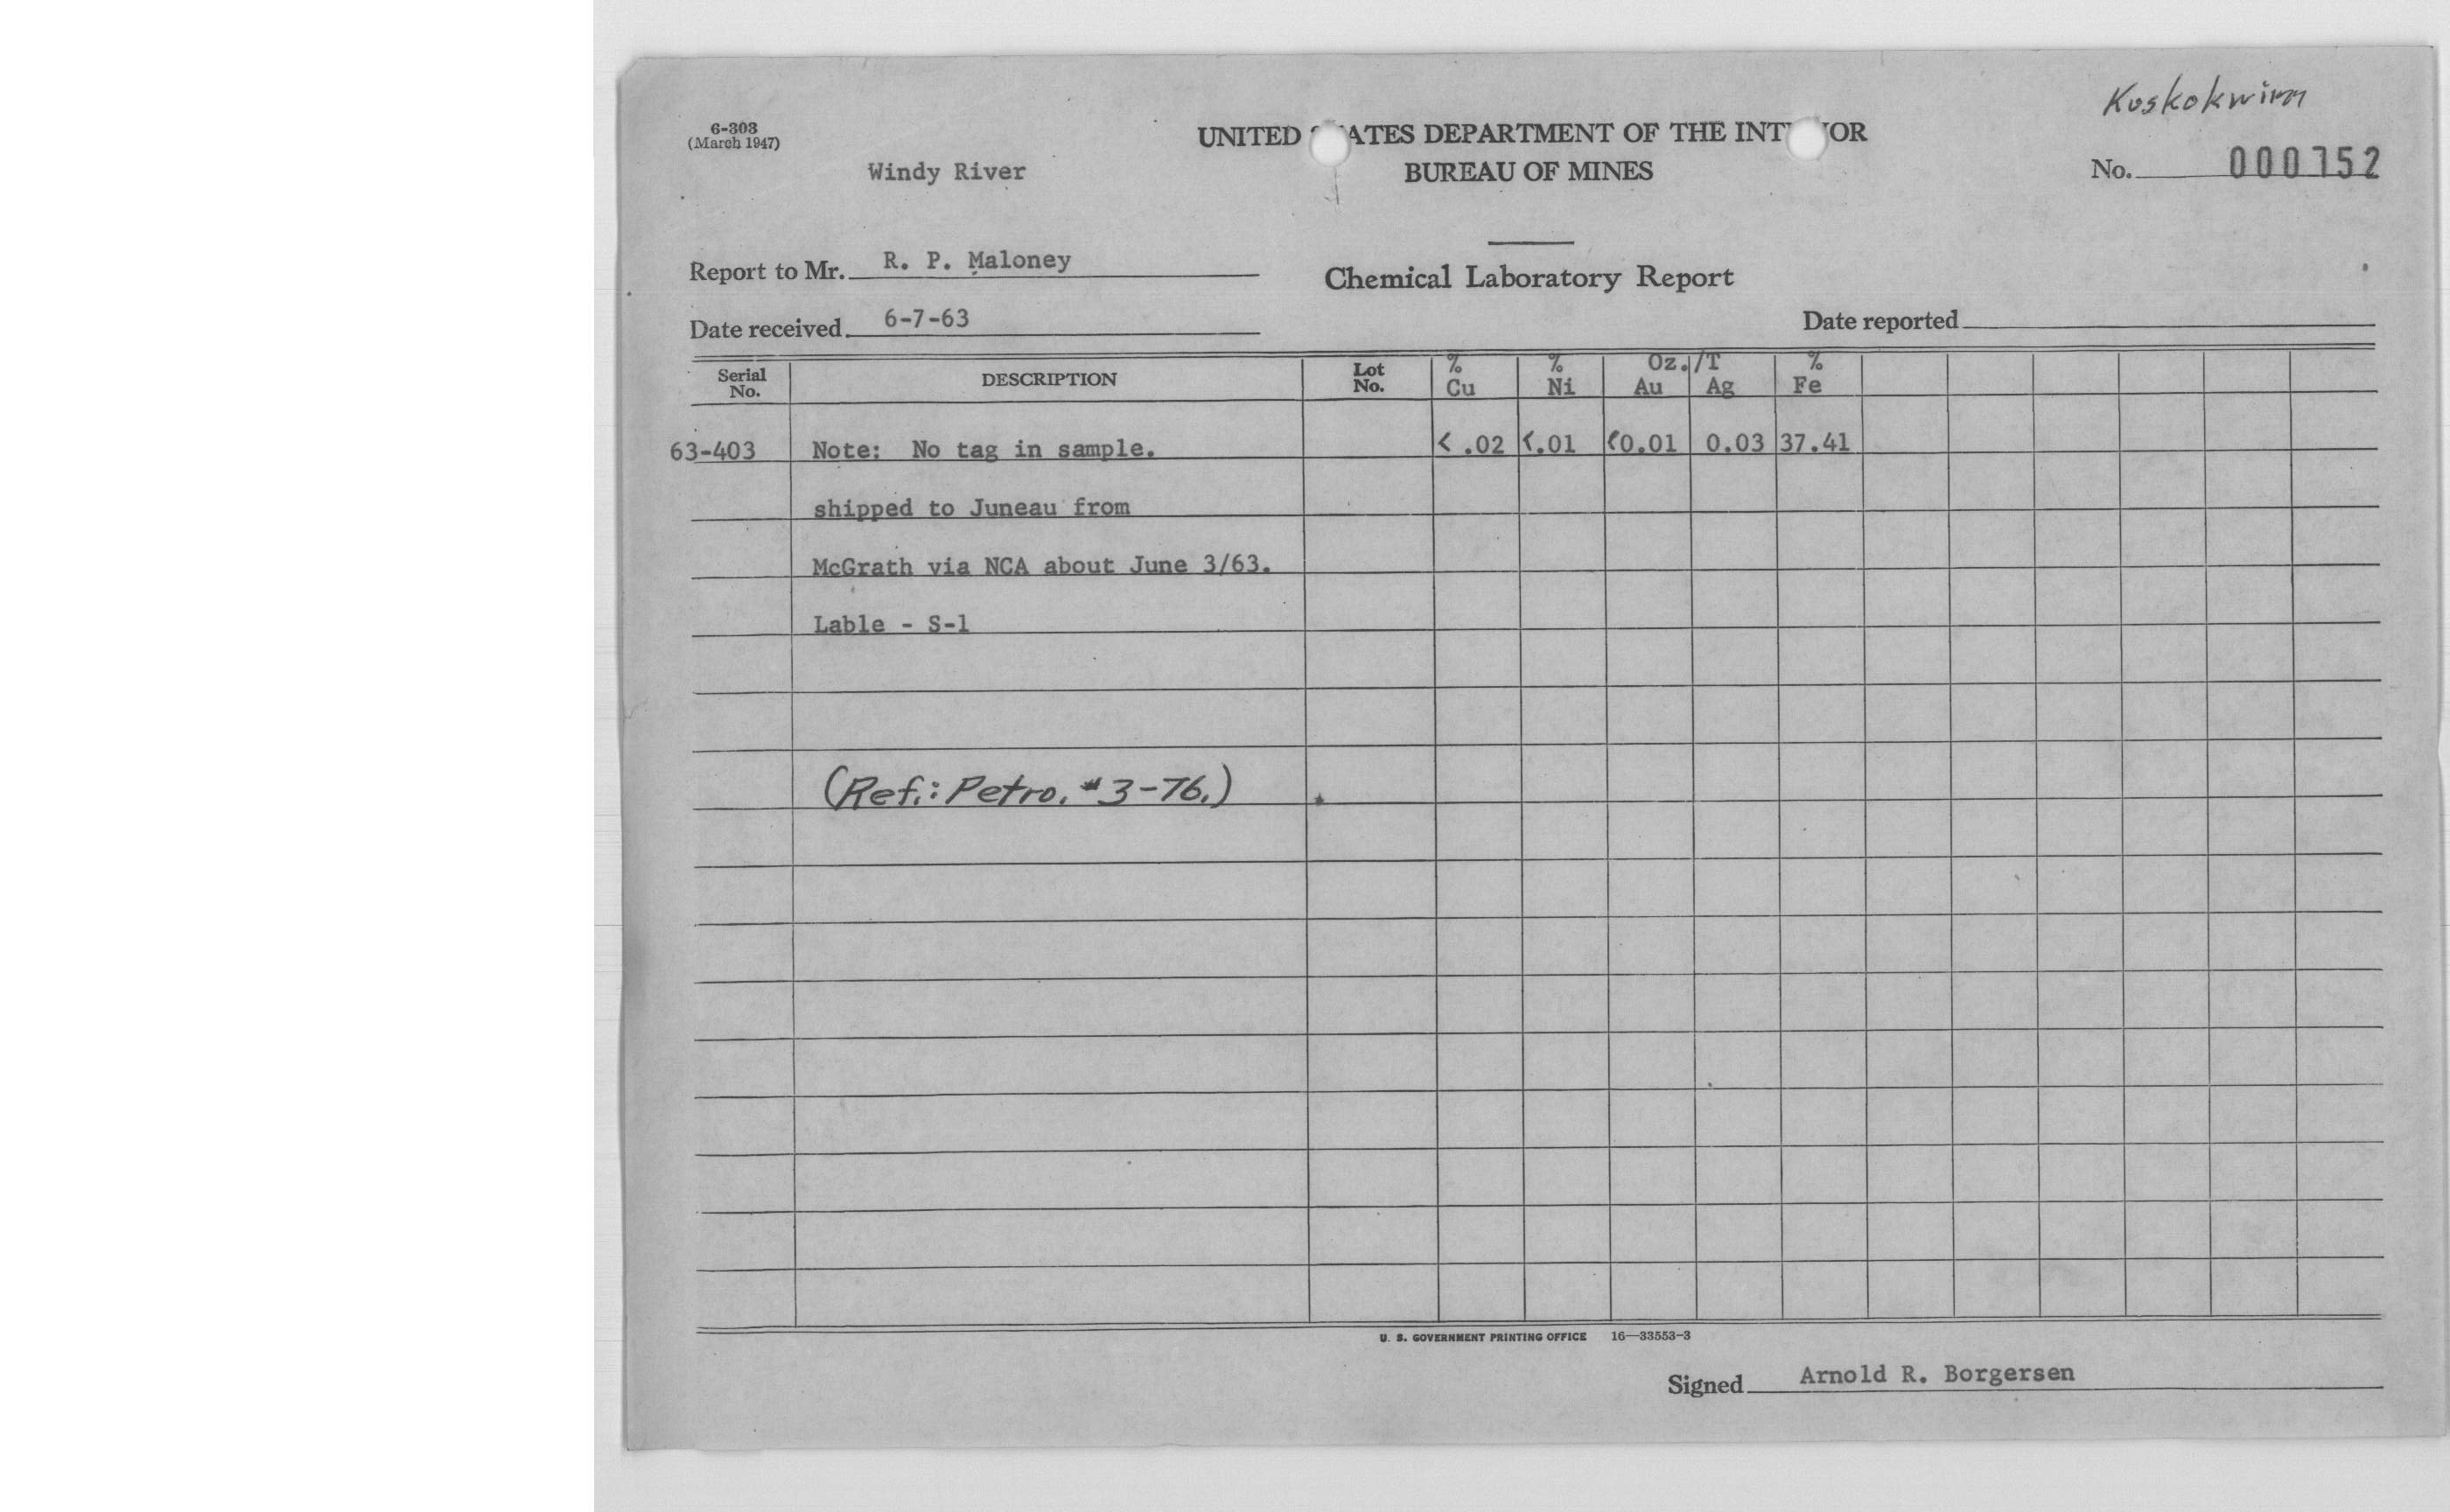 Kuskokwim
6-303
(March 1947)
UNITED STATES DEPARTMENT OF THE INTERIOR
Windy River
BUREAU OF MINES
No. 000152
Report to Mr. R. P. Maloney
Chemical Laboratory Report
Date received 6-7-63
Date reported
Serial No. DESCRIPTION Lot No. % Cu % Ni Oz./T Au Ag % Fe
63-403 Note: No tag in sample. < .02 <.01 <0.01 0.03 37.41
shipped to Juneau from
McGrath via NCA about June 3/63.
Lable - S-1
(Ref.: Petro. #3-76.)
U. S. GOVERNMENT PRINTING OFFICE 16—33553-3
Signed Arnold R. Borgersen